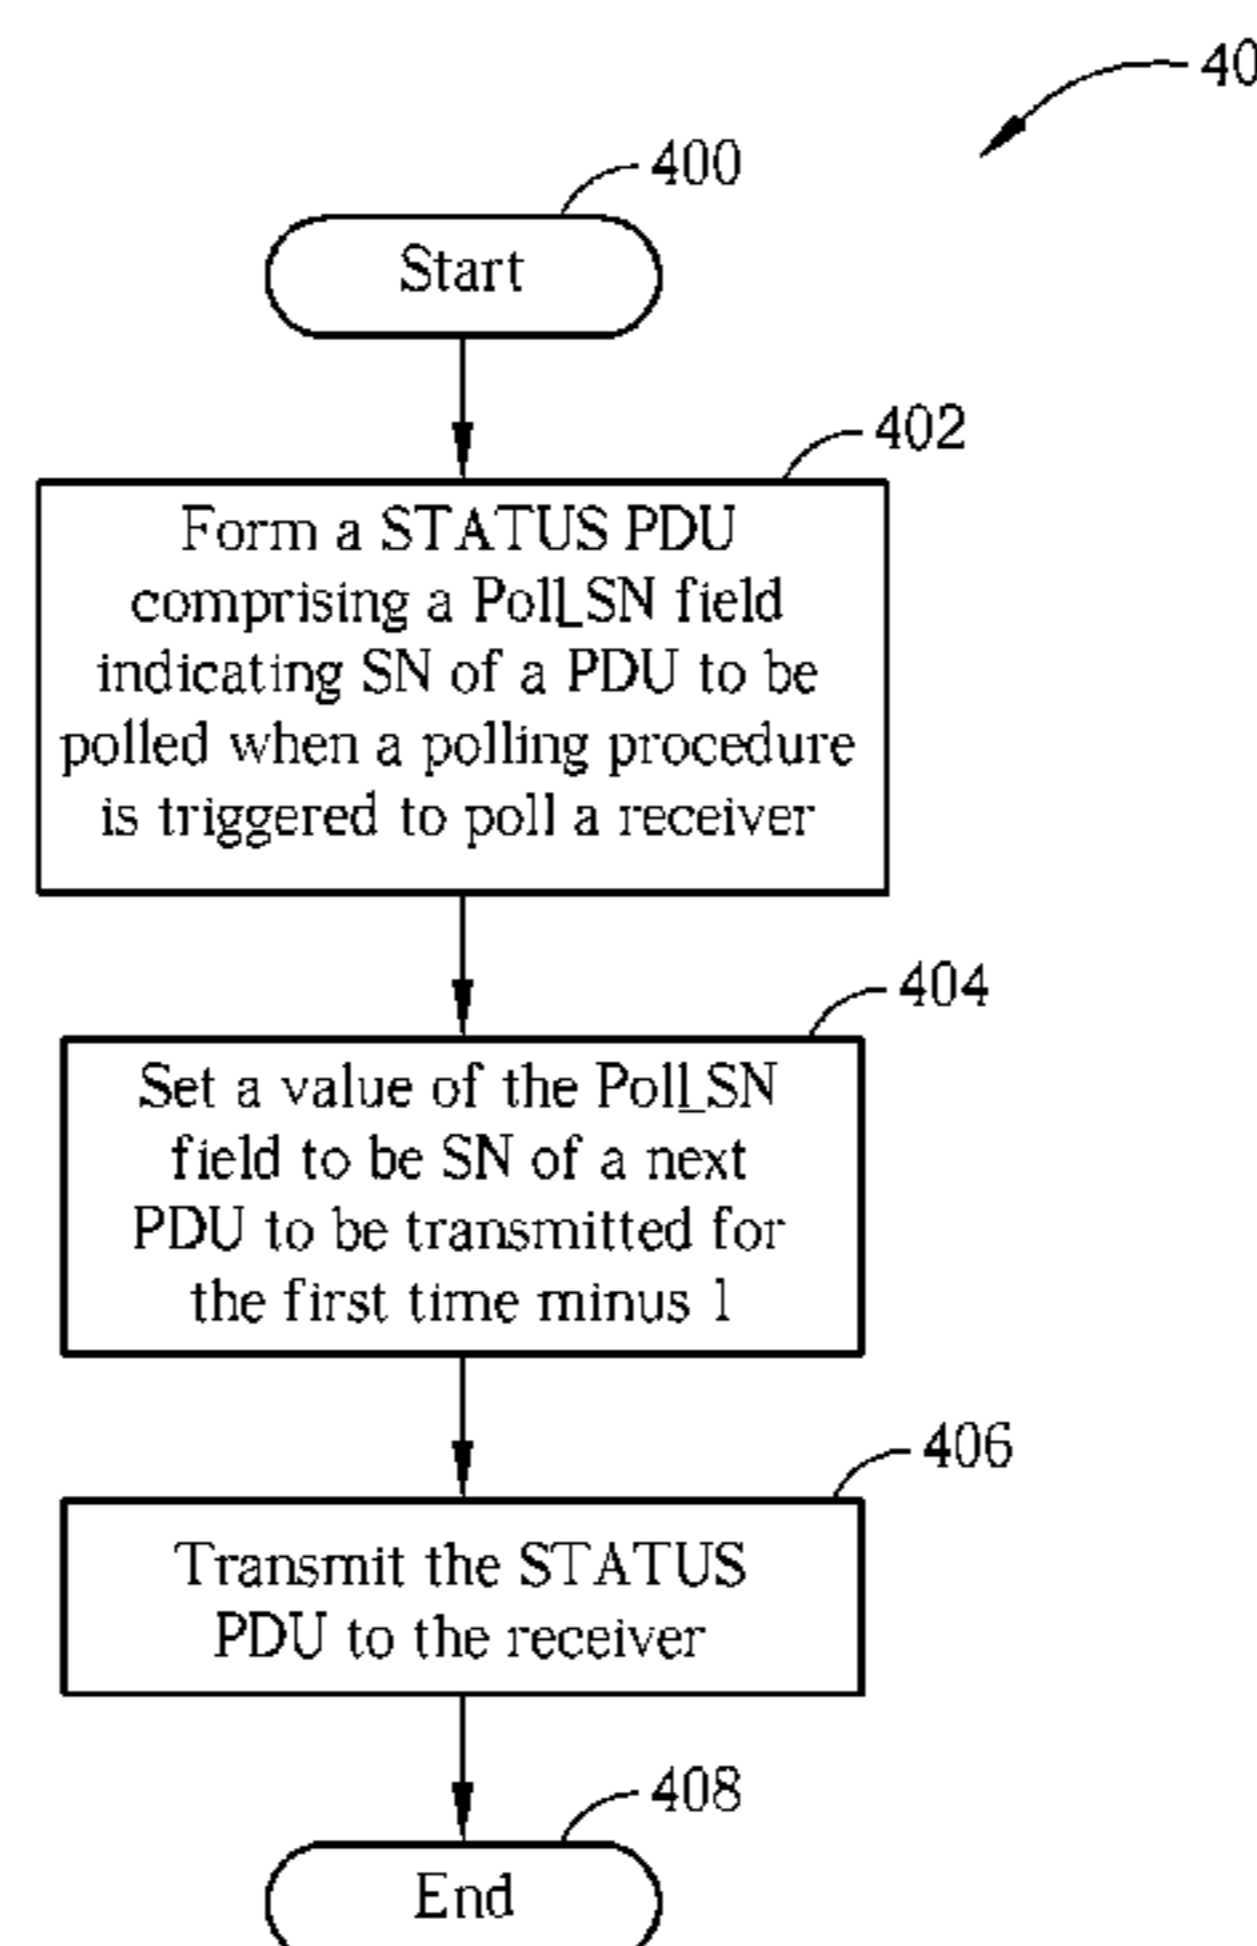 40
400
Start
402
Form a STATUS PDU
comprising a Poll_SN field
indicating SN of a PDU to be
polled when a polling procedure
is triggered to poll a receiver
404
Set a value of the Poll_SN
field to be SN of a next
PDU to be transmitted for
the first time minus 1
406
Transmit the STATUS
PDU to the receiver
408
End